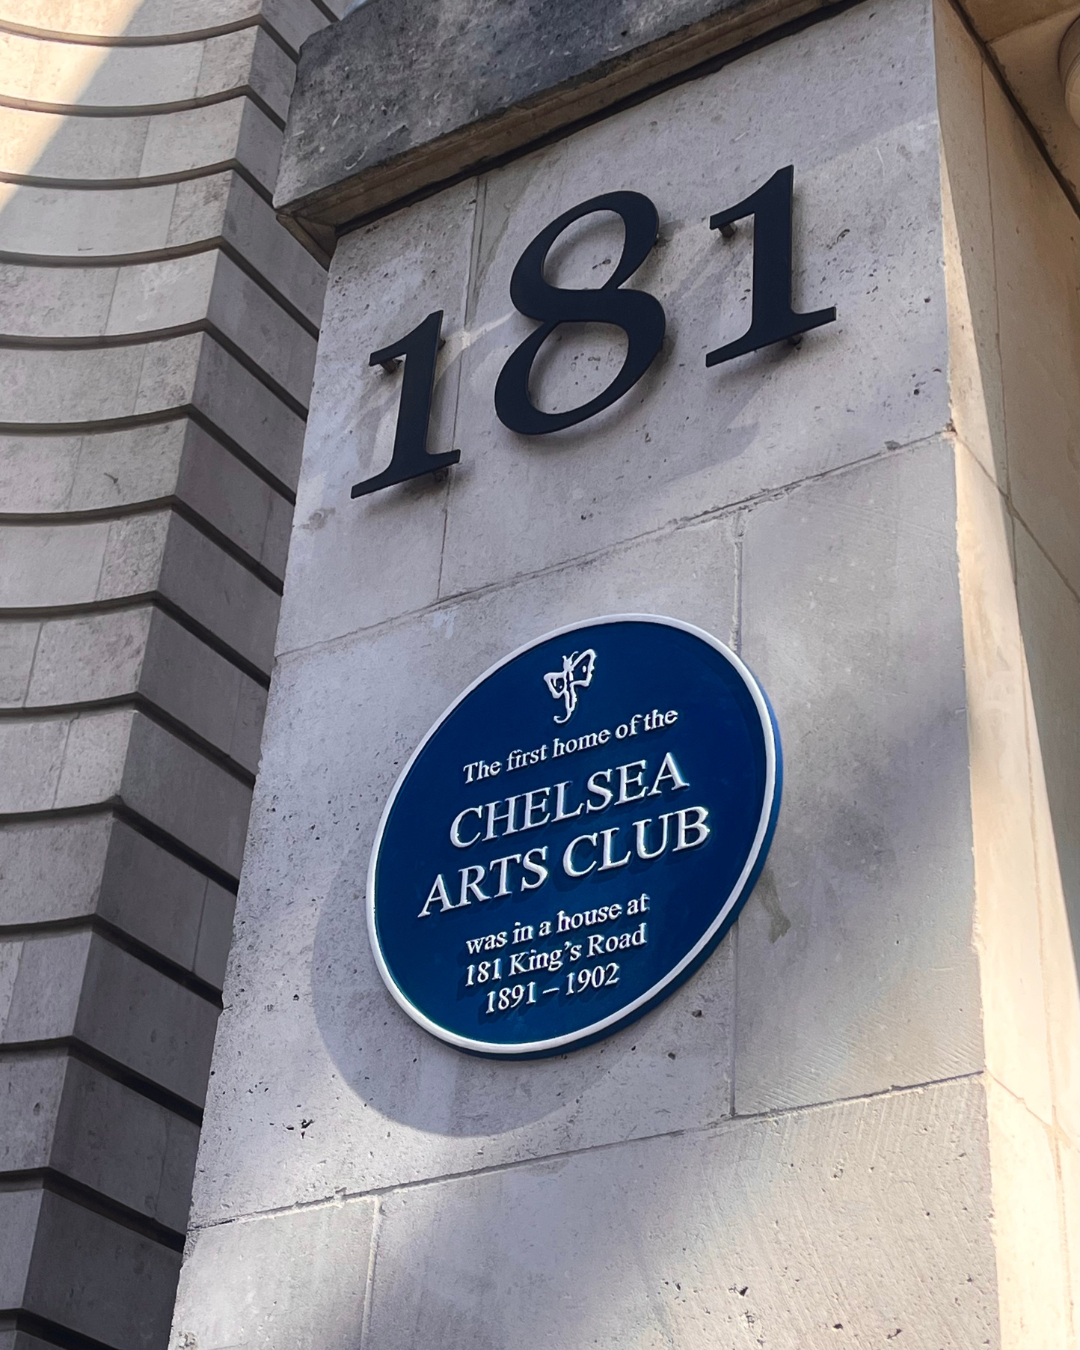 181
The first home of the
CHELSEA
ARTS CLUB
was in a house at
181 King's Road
1891 – 1902